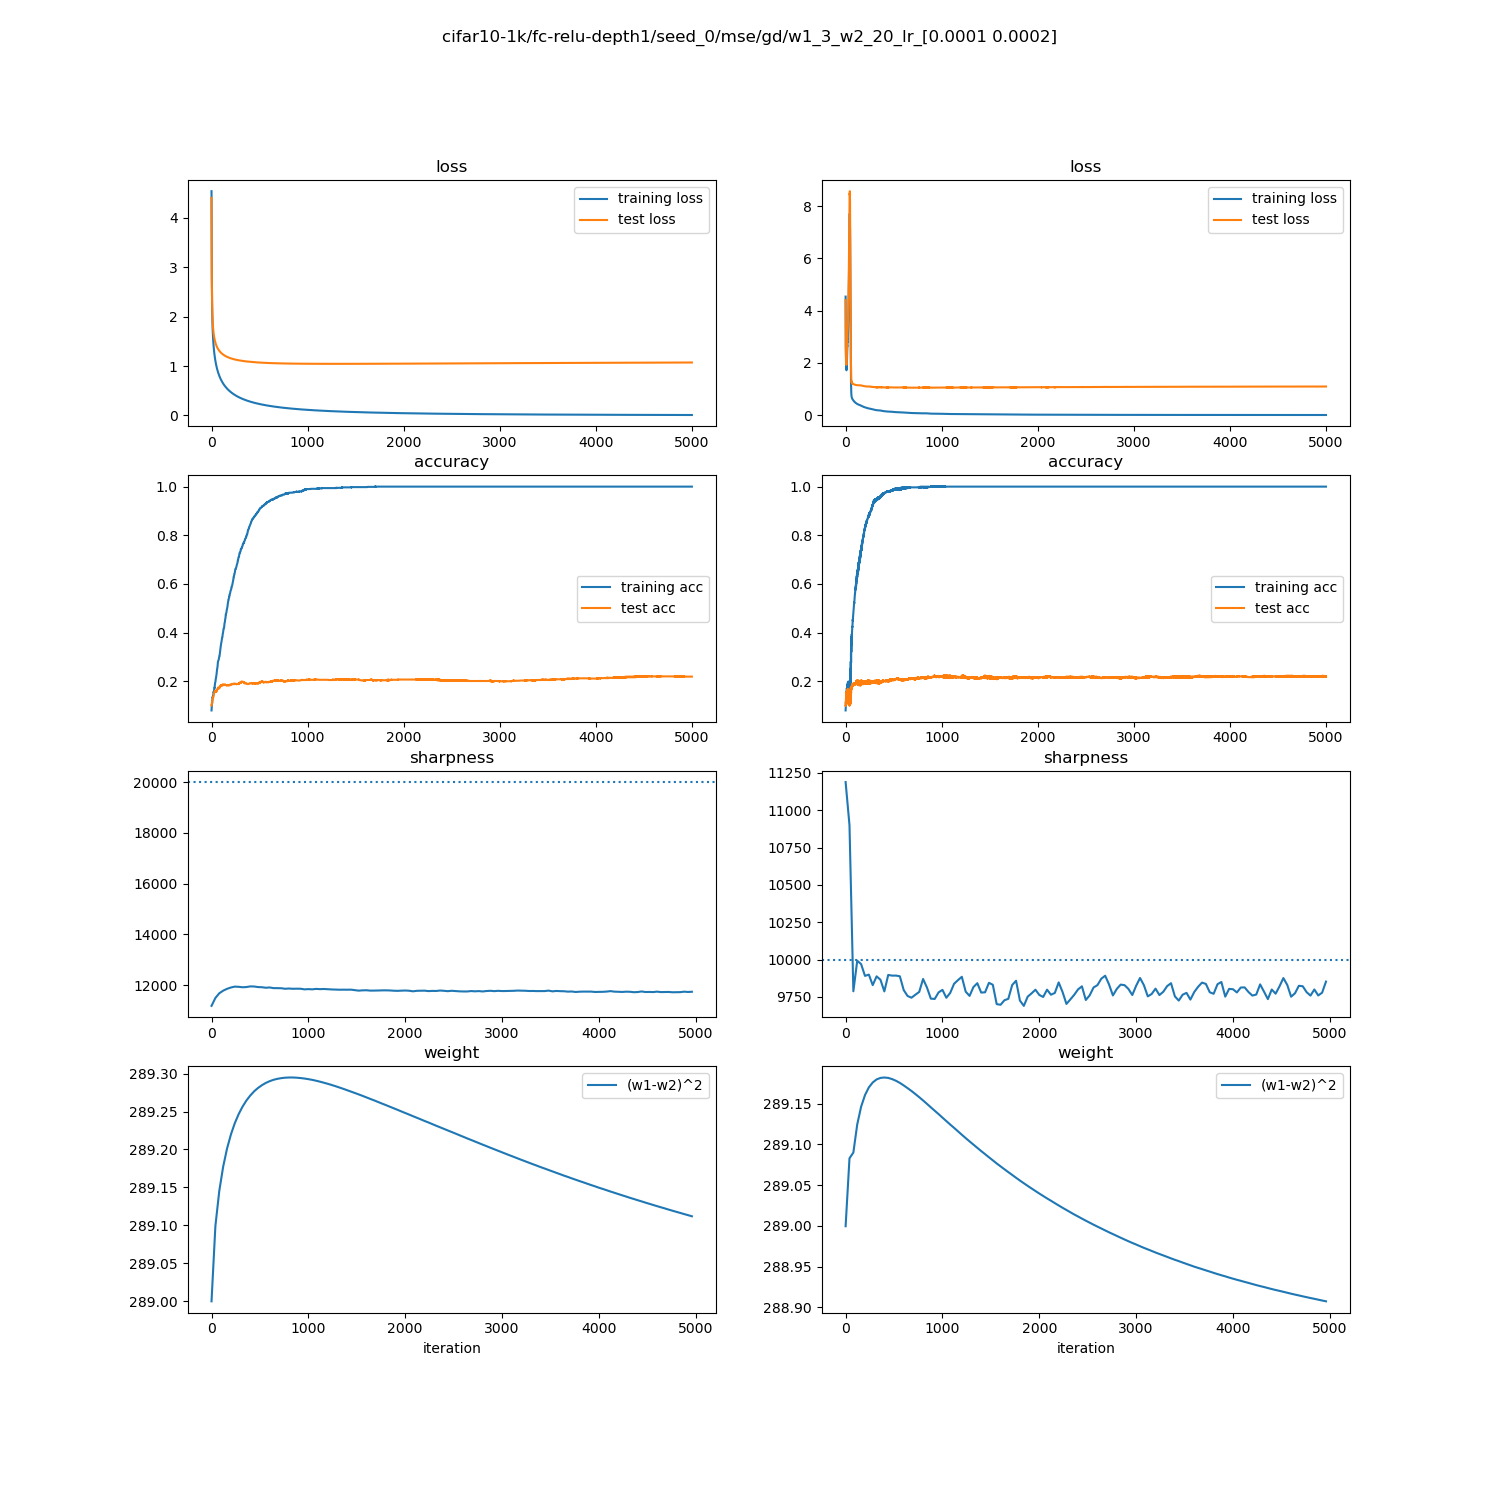 cifar10-1k/fc-relu-depth1/seed_0/mse/gd/w1_3_w2_20_lr_[0.0001 0.0002]
loss
4
3
2
1
0
training loss
test loss
0 1000 2000 3000 4000 5000
loss
8
6
4
2
0
training loss
test loss
0 1000 2000 3000 4000 5000
accuracy
1.0
0.8
0.6
0.4
0.2
training acc
test acc
0 1000 2000 3000 4000 5000
accuracy
1.0
0.8
0.6
0.4
0.2
training acc
test acc
0 1000 2000 3000 4000 5000
sharpness
20000
18000
16000
14000
12000
0 1000 2000 3000 4000 5000
sharpness
11250
11000
10750
10500
10250
10000
9750
0 1000 2000 3000 4000 5000
weight
289.30
289.25
289.20
289.15
289.10
289.05
289.00
(w1-w2)^2
0 1000 2000 3000 4000 5000
iteration
weight
289.15
289.10
289.05
289.00
288.95
288.90
(w1-w2)^2
0 1000 2000 3000 4000 5000
iteration